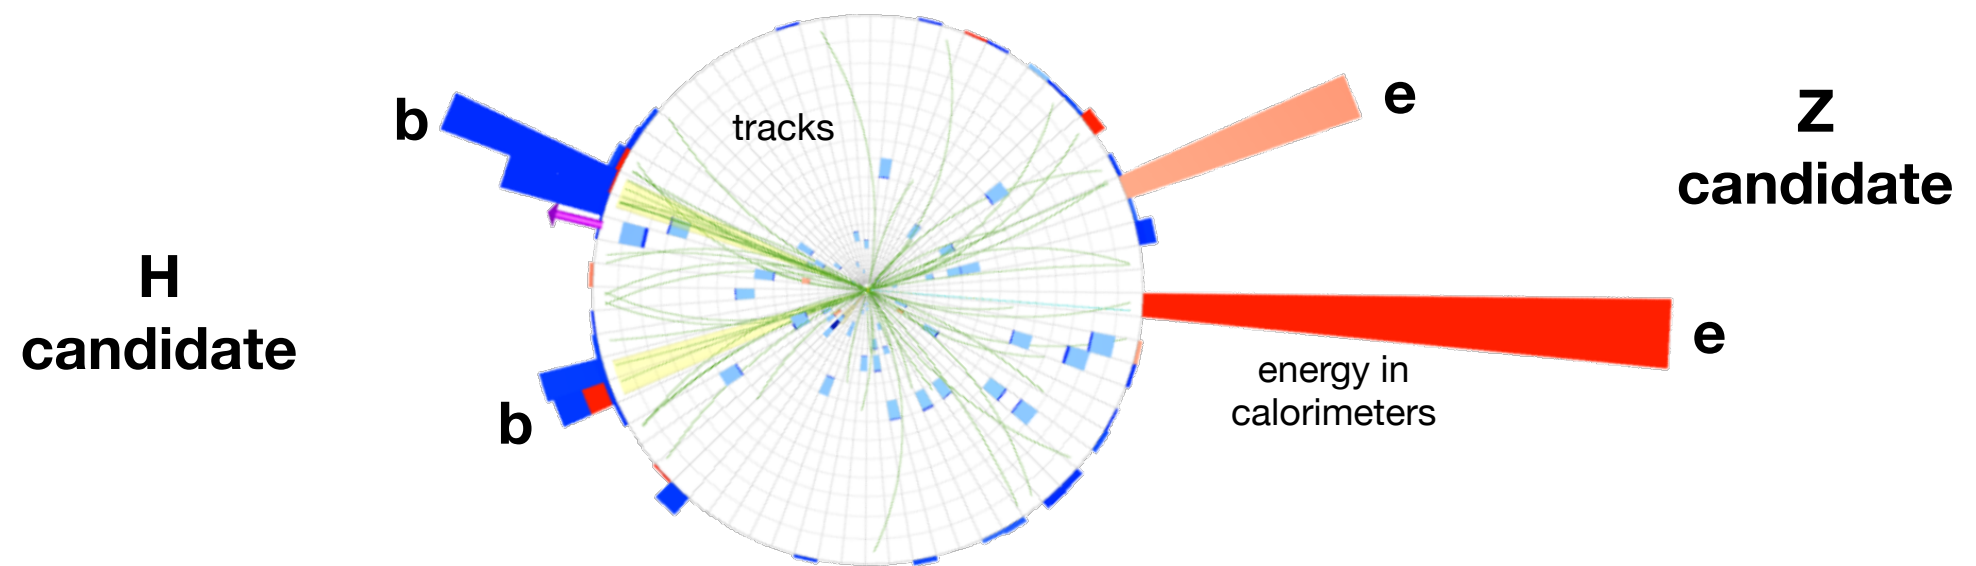 b
tracks
e
Z
candidate
H
candidate
e
energy in
calorimeters
b